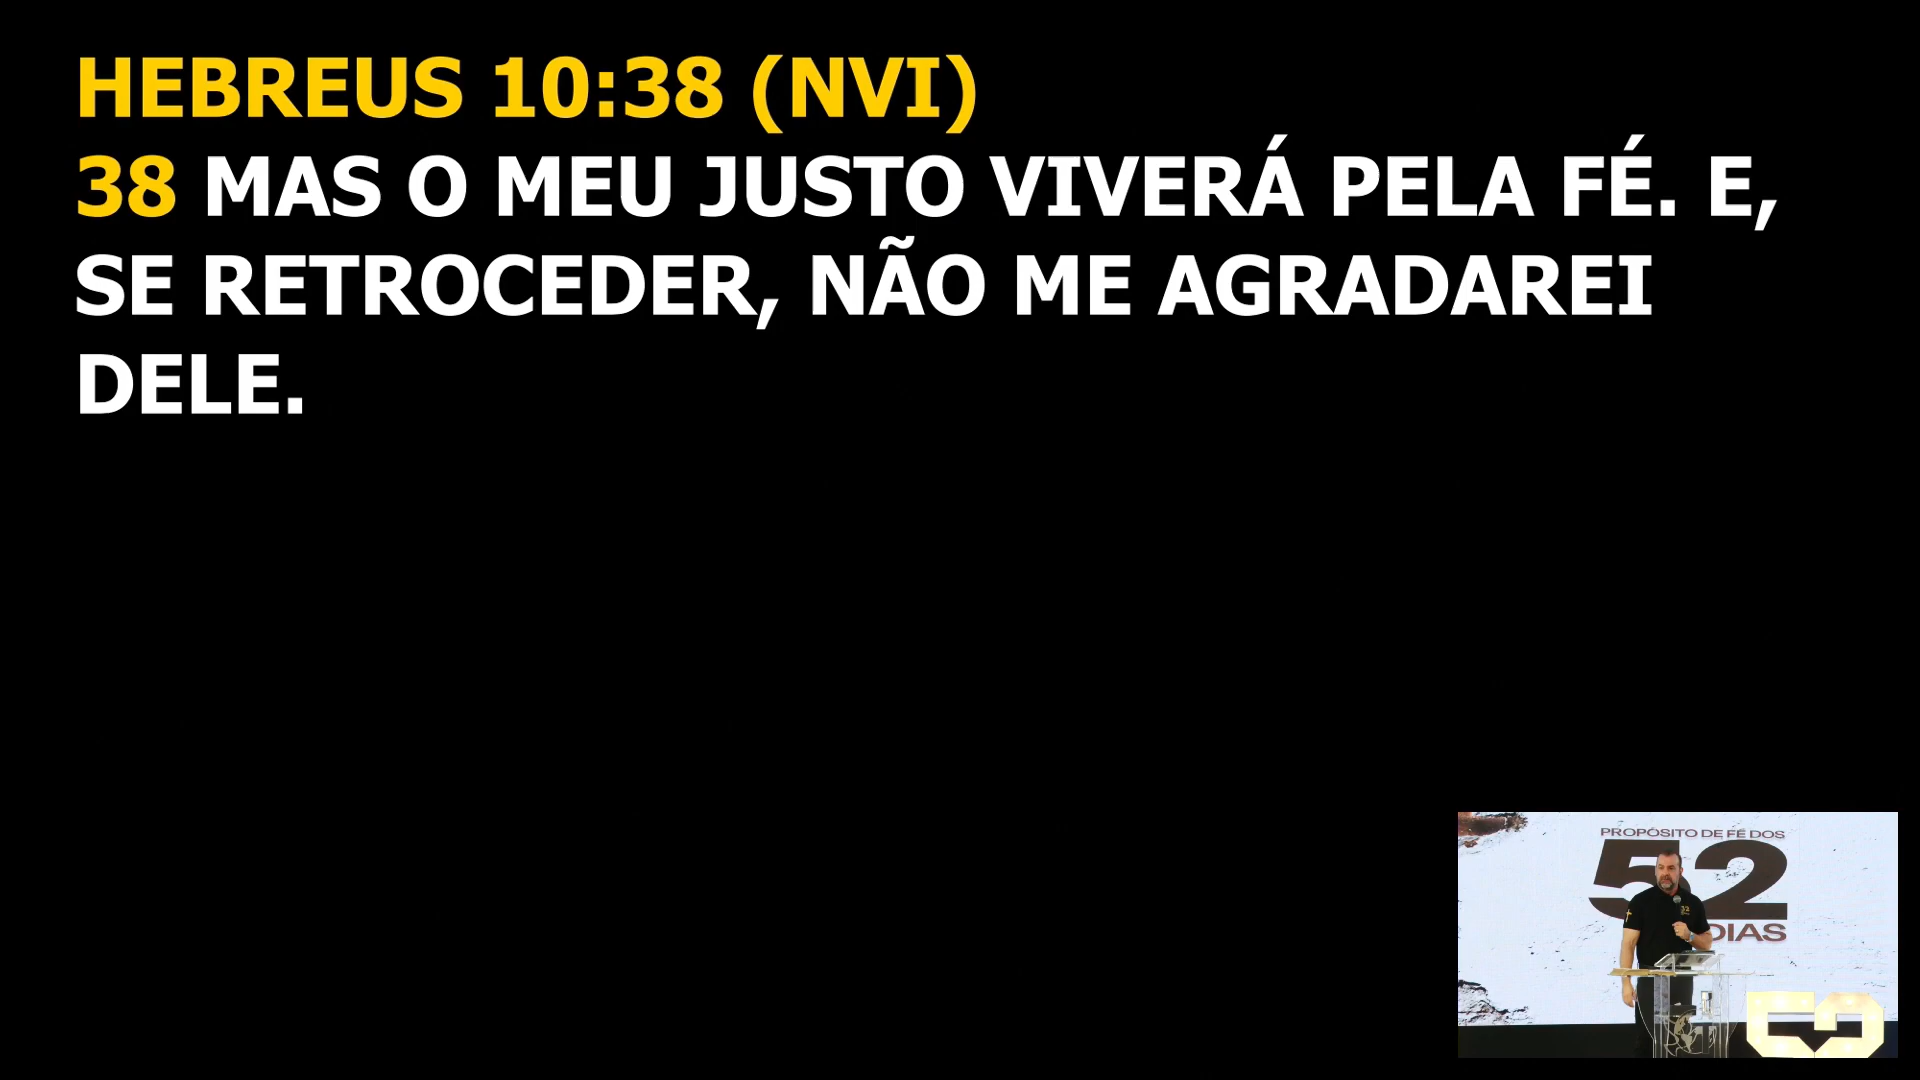 HEBREUS 10:38 (NVI)
38 MAS O MEU JUSTO VIVERÁ PELA FÉ. E,
SE RETROCEDER, NÃO ME AGRADAREI
DELE.
PROPÓSITO DE FÉ DOS
52
DIAS
52